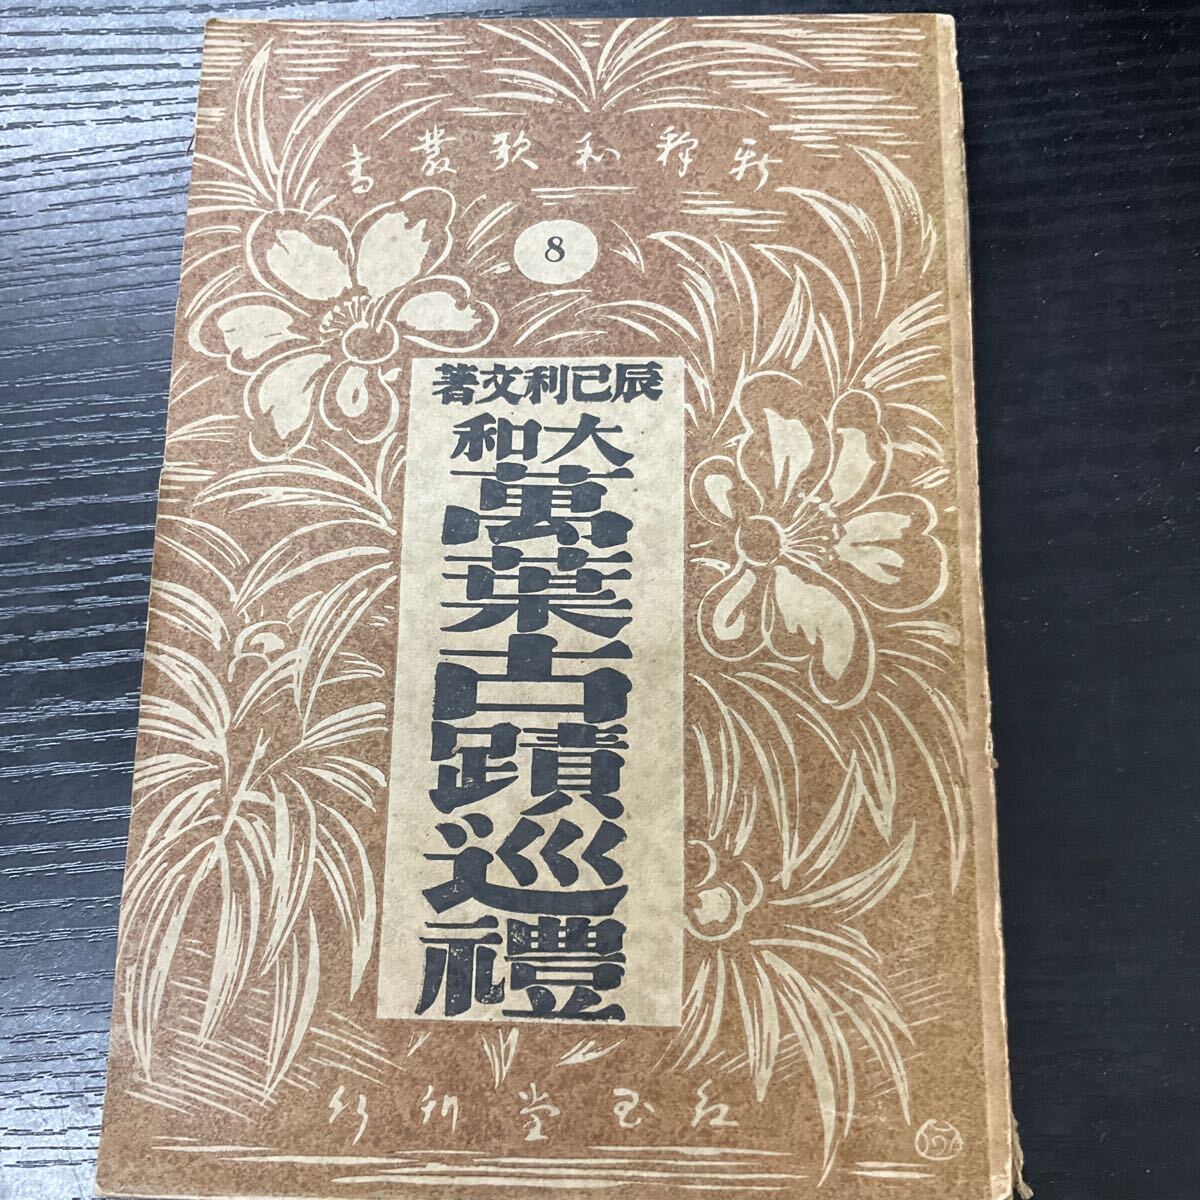 新釋和歌叢書
8
辰己利文著
大和
萬葉古蹟巡禮
紅玉堂刊行